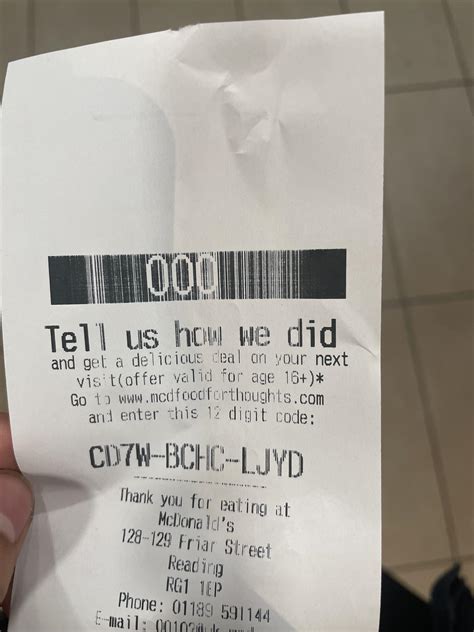 000
Tell us how we did
and get a delicious deal on your next
visit(offer valid for age 16+)*
Go to www.mcdfoodforthoughts.com
and enter this 12 digit code:
CD7W-BCHC-LJYD
Thank you for eating at
McDonald's
128-129 Friar Street
Reading
RG1 1EP
Phone: 01189 591144
E-mail: